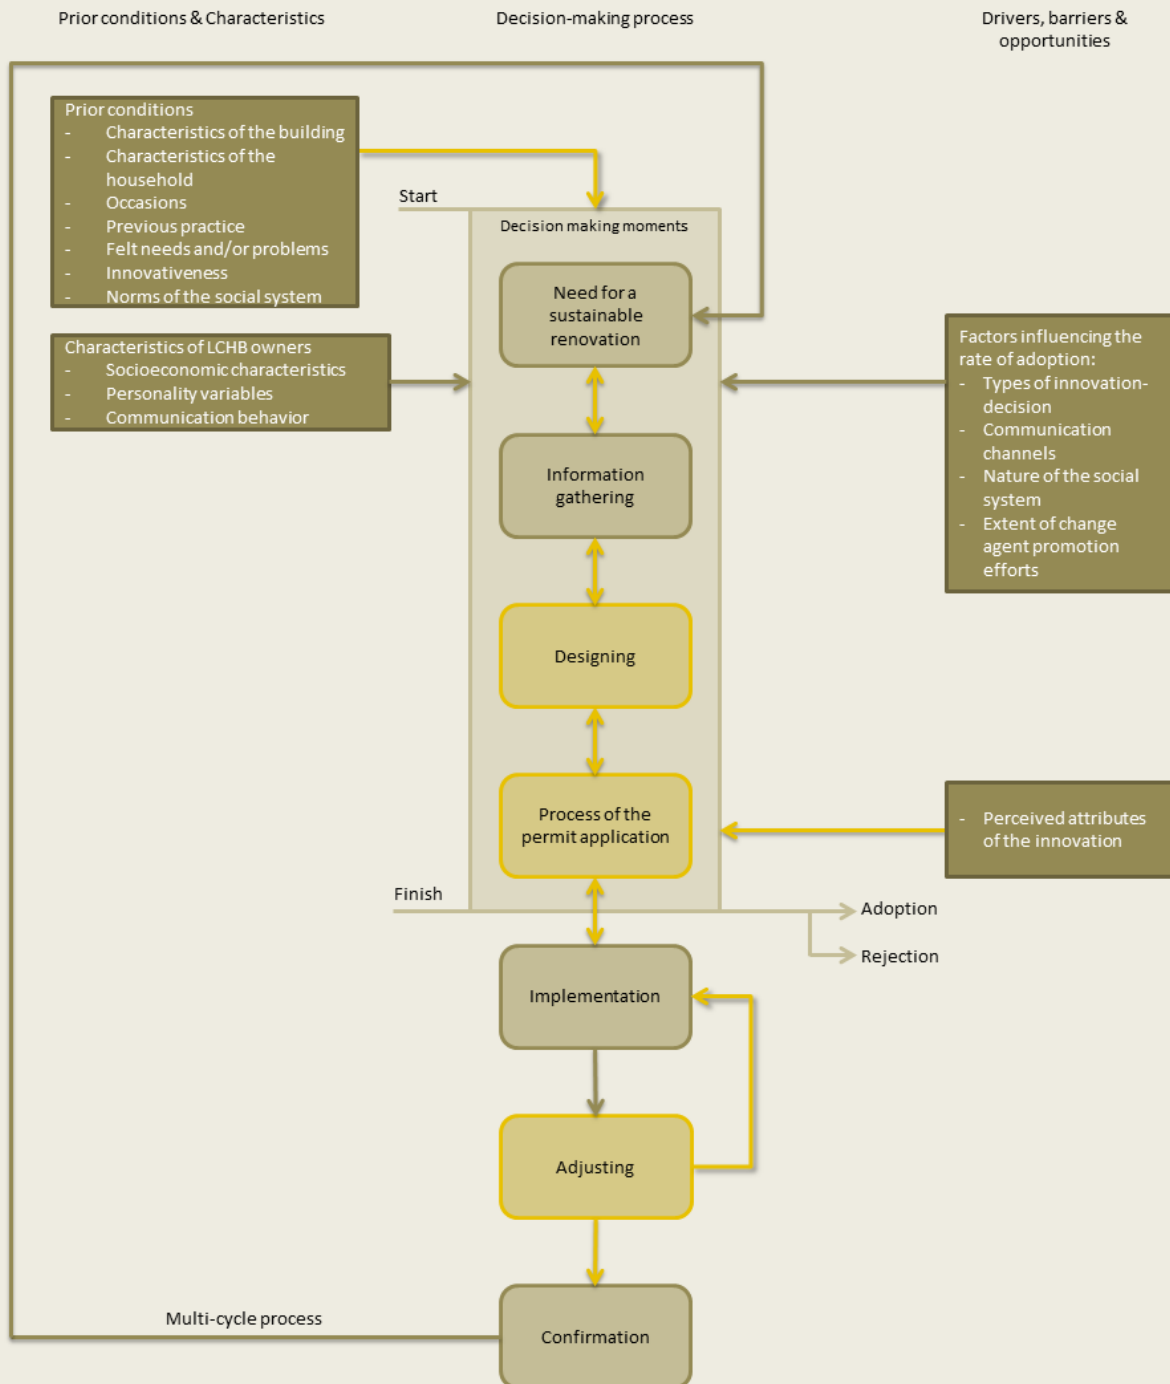 Prior conditions & Characteristics
Decision-making process
Drivers, barriers &
opportunities
Prior conditions
- Characteristics of the building
- Characteristics of the
household
- Occasions
- Previous practice
- Felt needs and/or problems
- Innovativeness
- Norms of the social system
Start
Decision making moments
Need for a
sustainable
renovation
Characteristics of LCHB owners
- Socioeconomic characteristics
- Personality variables
- Communication behavior
Factors influencing the
rate of adoption:
- Types of innovation-
decision
- Communication
channels
- Nature of the social
system
- Extent of change
agent promotion
efforts
Information
gathering
Designing
Process of the
permit application
- Perceived attributes
of the innovation
Finish
Adoption
Rejection
Implementation
Adjusting
Multi-cycle process
Confirmation